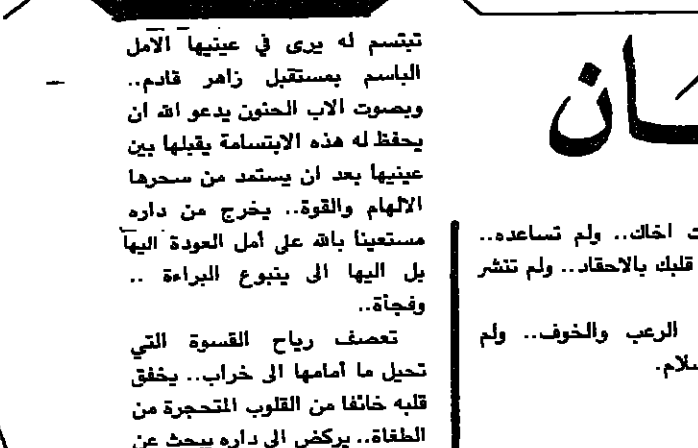 ـان
ت اخاك.. ولم تساعده..
قلبك بالاحقاد.. ولم تنشر
الرعب والخوف.. ولم
سلام.
تبتسم له يرى في عينيها الأمل
الباسم بمستقبل زاهر قادم..
وبصوت الاب الحنون يدعو الله ان
يحفظ له هذه الابتسامة يقبلها بين
عينيها بعد ان يستمد من سحرها
الالهام والقوة.. يخرج من داره
مستعينا بالله على أمل العودة اليها
بل اليها الى ينبوع البراءة ..
وفجأة..
تعصف رياح القسوة التي
تحيل ما أمامها الى خراب.. يخفق
قلبه خائفا من القلوب المتحجرة من
الطغاة.. يركض الى داره يبحث عن